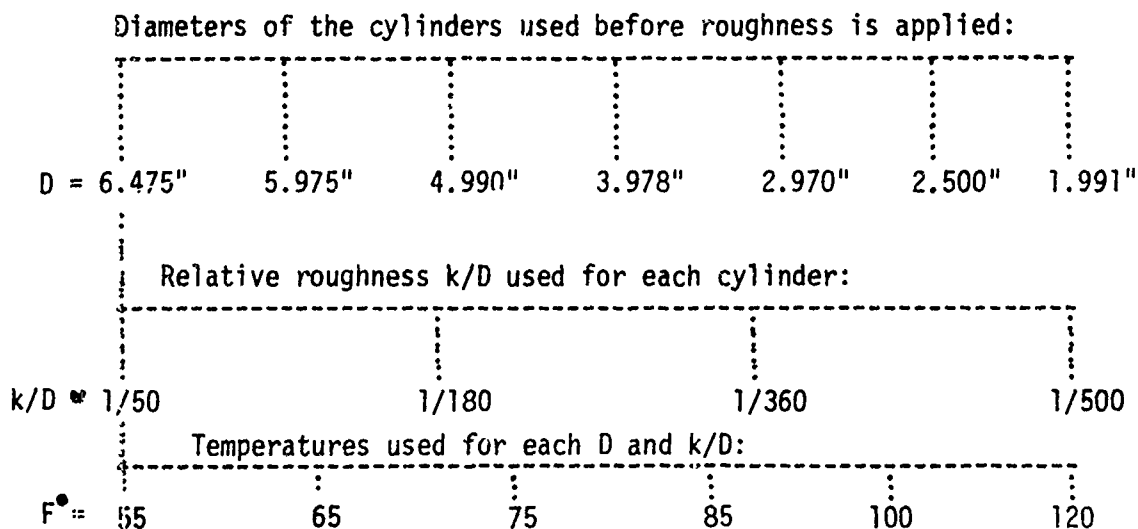 Diameters of the cylinders used before roughness is applied:
D = 6.475" 5.975" 4.990" 3.978" 2.970" 2.500" 1.991"
Relative roughness k/D used for each cylinder:
k/D = 1/50 1/180 1/360 1/500
Temperatures used for each D and k/D:
F° = 55 65 75 85 100 120